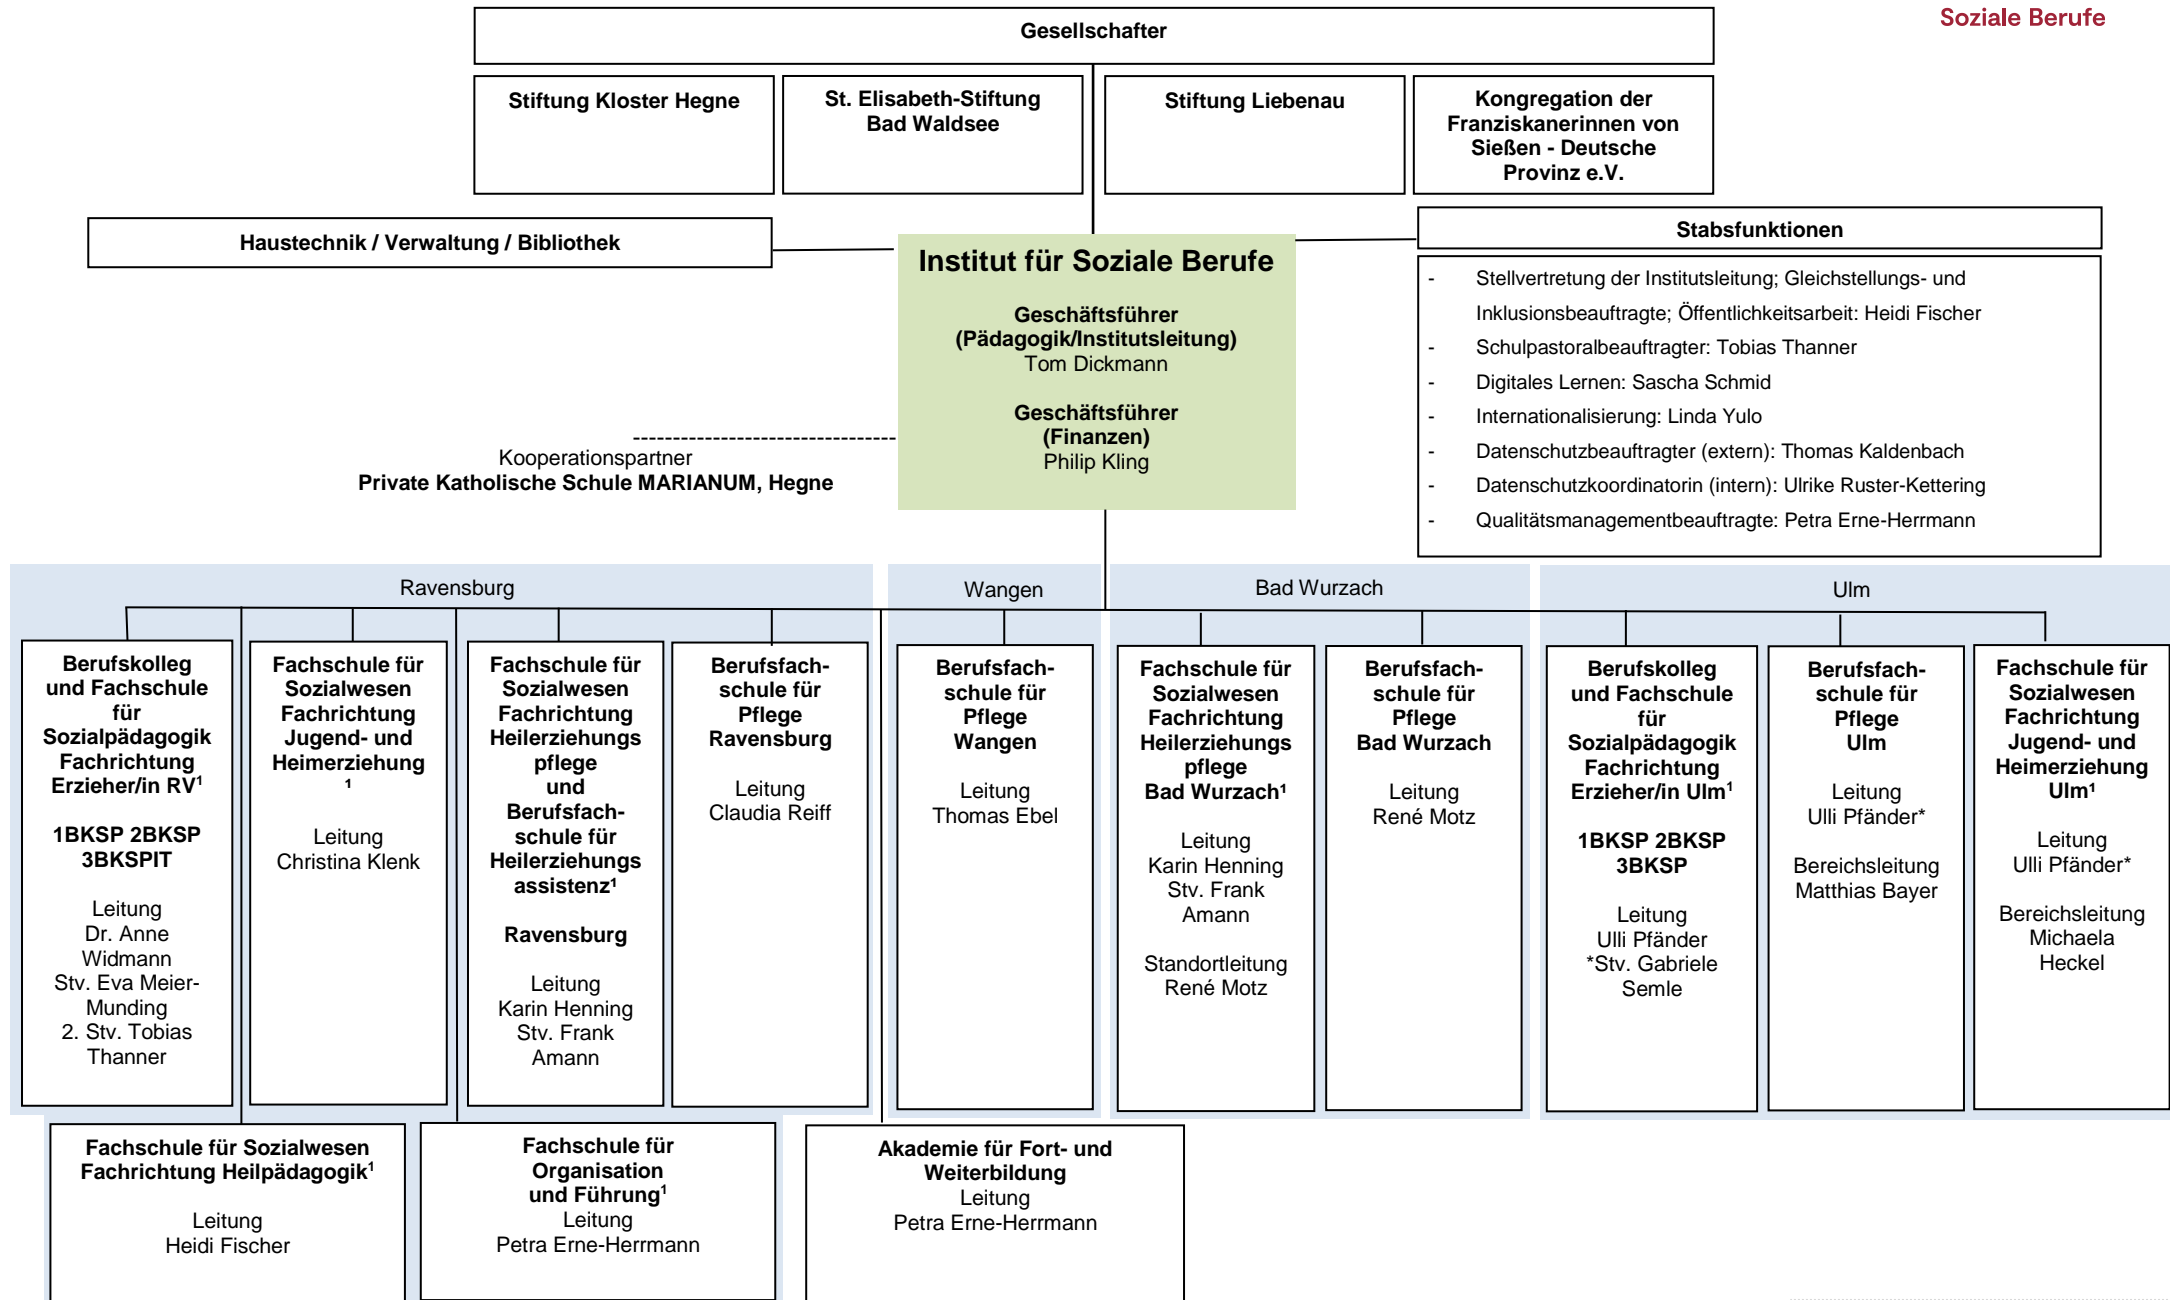 Soziale Berufe
Gesellschafter
Stiftung Kloster Hegne
St. Elisabeth-Stiftung
Bad Waldsee
Stiftung Liebenau
Kongregation der
Franziskanerinnen von
Sießen - Deutsche
Provinz e.V.
Haustechnik / Verwaltung / Bibliothek
Institut für Soziale Berufe
Geschäftsführer
(Pädagogik/Institutsleitung)
Tom Dickmann
Geschäftsführer
(Finanzen)
Philip Kling
Stabsfunktionen
- Stellvertretung der Institutsleitung; Gleichstellungs- und
Inklusionsbeauftragte; Öffentlichkeitsarbeit: Heidi Fischer
- Schulpastoralbeauftragter: Tobias Thanner
- Digitales Lernen: Sascha Schmid
- Internationalisierung: Linda Yulo
- Datenschutzbeauftragter (extern): Thomas Kaldenbach
- Datenschutzkoordinatorin (intern): Ulrike Ruster-Kettering
- Qualitätsmanagementbeauftragte: Petra Erne-Herrmann
Kooperationspartner
Private Katholische Schule MARIANUM, Hegne
Ravensburg
Wangen
Bad Wurzach
Ulm
Berufskolleg
und Fachschule
für
Sozialpädagogik
Fachrichtung
Erzieher/in RV¹
1BKSP 2BKSP
3BKSPIT
Leitung
Dr. Anne
Widmann
Stv. Eva Meier-
Munding
2. Stv. Tobias
Thanner
Fachschule für
Sozialwesen
Fachrichtung
Jugend- und
Heimerziehung
¹
Leitung
Christina Klenk
Fachschule für
Sozialwesen
Fachrichtung
Heilerziehungs
pflege
und
Berufsfach-
schule für
Heilerziehungs
assistenz¹
Ravensburg
Leitung
Karin Henning
Stv. Frank
Amann
Berufsfach-
schule für
Pflege
Ravensburg
Leitung
Claudia Reiff
Berufsfach-
schule für
Pflege
Wangen
Leitung
Thomas Ebel
Fachschule für
Sozialwesen
Fachrichtung
Heilerziehungs
pflege
Bad Wurzach¹
Leitung
Karin Henning
Stv. Frank
Amann
Standortleitung
René Motz
Berufsfach-
schule für
Pflege
Bad Wurzach
Leitung
René Motz
Berufskolleg
und Fachschule
für
Sozialpädagogik
Fachrichtung
Erzieher/in Ulm¹
1BKSP 2BKSP
3BKSP
Leitung
Ulli Pfänder
*Stv. Gabriele
Semle
Berufsfach-
schule für
Pflege
Ulm
Leitung
Ulli Pfänder*
Bereichsleitung
Matthias Bayer
Fachschule für
Sozialwesen
Fachrichtung
Jugend- und
Heimerziehung
Ulm¹
Leitung
Ulli Pfänder*
Bereichsleitung
Michaela
Heckel
Fachschule für Sozialwesen
Fachrichtung Heilpädagogik¹
Leitung
Heidi Fischer
Fachschule für
Organisation
und Führung¹
Leitung
Petra Erne-Herrmann
Akademie für Fort- und
Weiterbildung
Leitung
Petra Erne-Herrmann